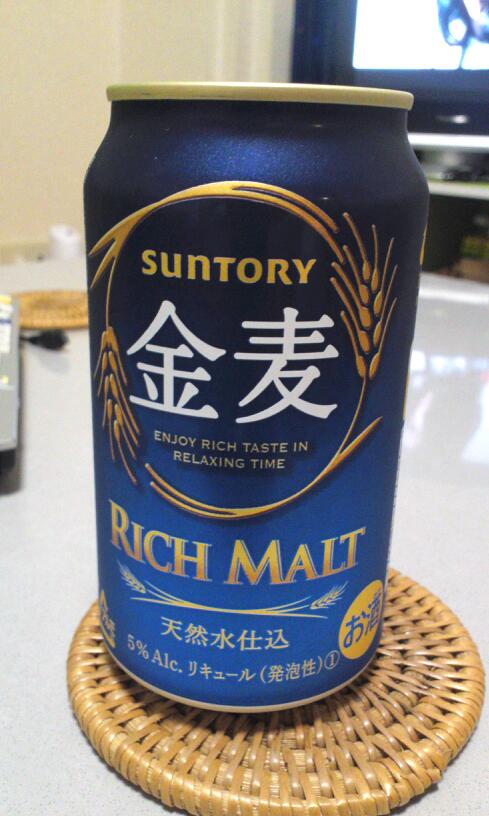 SUNTORY
金麦
ENJOY RICH TASTE IN
RELAXING TIME
RICH MALT
天然水仕込
お酒
5% Alc. リキュール(発泡性)①